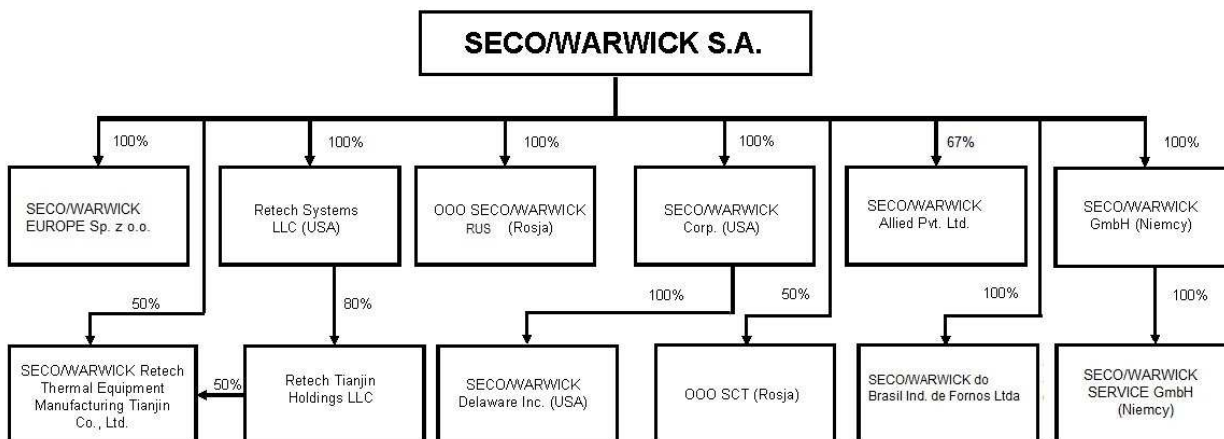 SECO/WARWICK S.A.
100%
100%
100%
100%
67%
100%
SECO/WARWICK
EUROPE Sp. z o.o.
Retech Systems
LLC (USA)
OOO SECO/WARWICK
RUS (Rosja)
SECO/WARWICK
Corp. (USA)
SECO/WARWICK
Allied Pvt. Ltd.
SECO/WARWICK
GmbH (Niemcy)
50%
80%
100%
50%
100%
100%
SECO/WARWICK Retech
Thermal Equipment
Manufacturing Tianjin
Co., Ltd.
50%
Retech Tianjin
Holdings LLC
SECO/WARWICK
Delaware Inc. (USA)
OOO SCT (Rosja)
SECO/WARWICK do
Brasil Ind. de Fornos Ltda
SECO/WARWICK
SERVICE GmbH
(Niemcy)